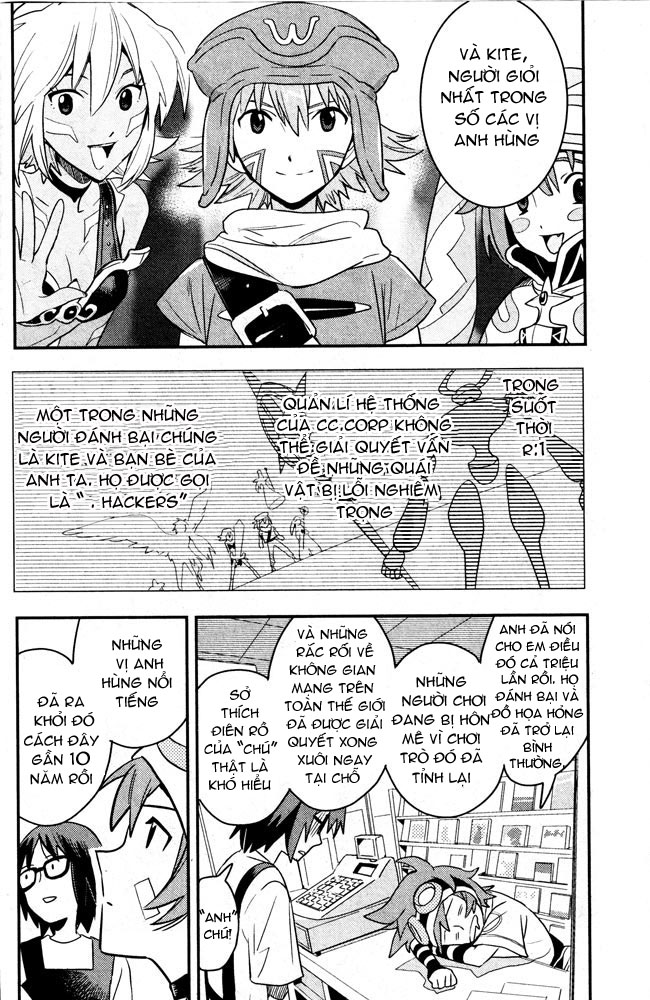 W
VÀ KITE,
NGƯỜI GIỎI
NHẤT TRONG
SỐ CÁC VỊ
ANH HÙNG
TRONG
SUỐT
THỜI
R:1
QUẢN LÍ HỆ THỐNG
CỦA CC.CORP KHÔNG
THỂ GIẢI QUYẾT VẤN
ĐỀ NHỮNG QUÁI
VẬT BỊ LỖI NGHIÊM
TRỌNG
MỘT TRONG NHỮNG
NGƯỜI ĐÁNH BẠI CHÚNG
LÀ KITE VÀ BẠN BÈ CỦA
ANH TA. HỌ ĐƯỢC GỌI
LÀ " . HACKERS"
ANH ĐÃ NÓI
CHO EM ĐIỀU
ĐÓ CẢ TRIỆU
LẦN RỒI. HỌ
ĐÁNH BẠI VÀ
ĐỒ HỌA HỎNG
ĐÃ TRỞ LẠI
BÌNH
THƯỜNG.
NHỮNG
NGƯỜI CHƠI
ĐANG BỊ HÔN
MÊ VÌ CHƠI
TRÒ ĐÓ ĐÃ
TỈNH LẠI
VÀ NHỮNG
RẮC RỐI VỀ
KHÔNG GIAN
MẠNG TRÊN
TOÀN THẾ GIỚI
ĐÃ ĐƯỢC GIẢI
QUYẾT XONG
XUÔI NGAY
TẠI CHỖ
SỞ
THÍCH
ĐIÊN RỒ
CỦA "CHÚ"
THẬT LÀ
KHÓ HIỂU
"ANH"
CHỨ!
NHỮNG
VỊ ANH
HÙNG NỔI
TIẾNG
ĐÃ RA
KHỎI ĐÓ
CÁCH ĐÂY
GẦN 10
NĂM RỒI